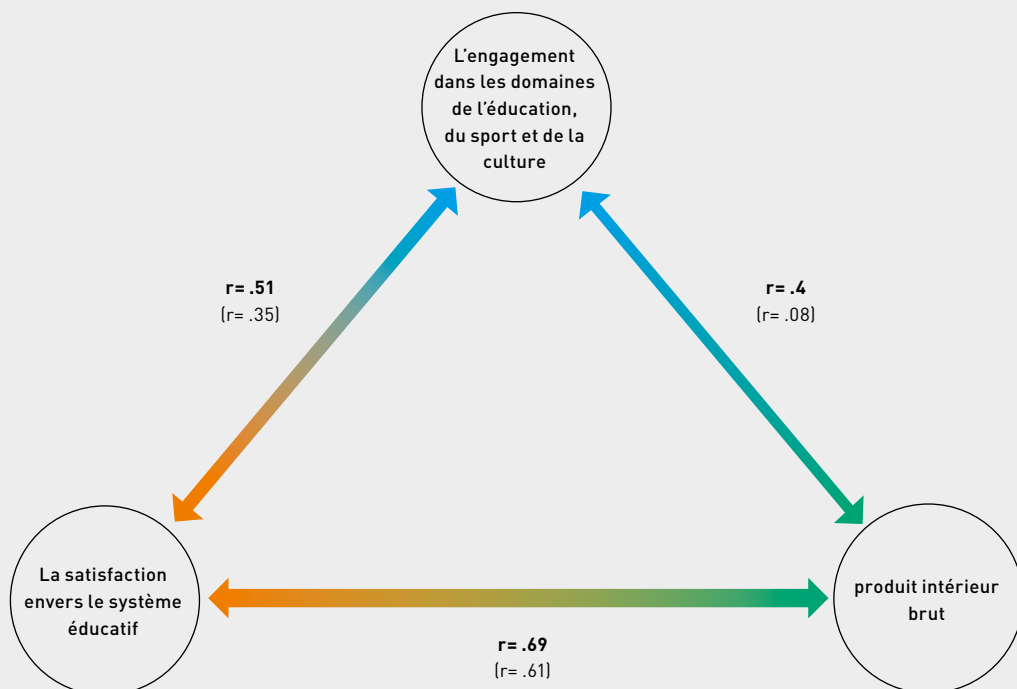 L’engagement
dans les domaines
de l’éducation,
du sport et de la
culture
r= .51
(r= .35)
r= .4
(r= .08)
La satisfaction
envers le système
éducatif
produit intérieur
brut
r= .69
(r= .61)